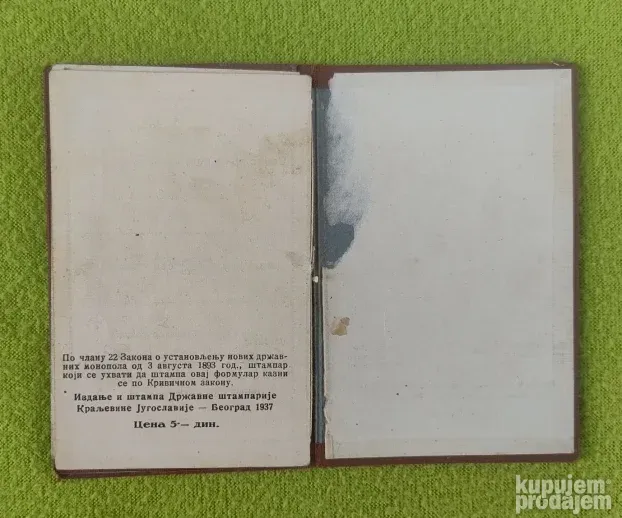 По члану 22 Закона о установљењу нових држав-
них монопола од 3 августа 1893 год., штампар
који се ухвати да штампа овај формулар казни
се по Кривичном закону.
Издање и штампа Државне штампарије
Краљевине Југославије — Београд 1937
Цена 5·— дин.
kupujem
prodajem